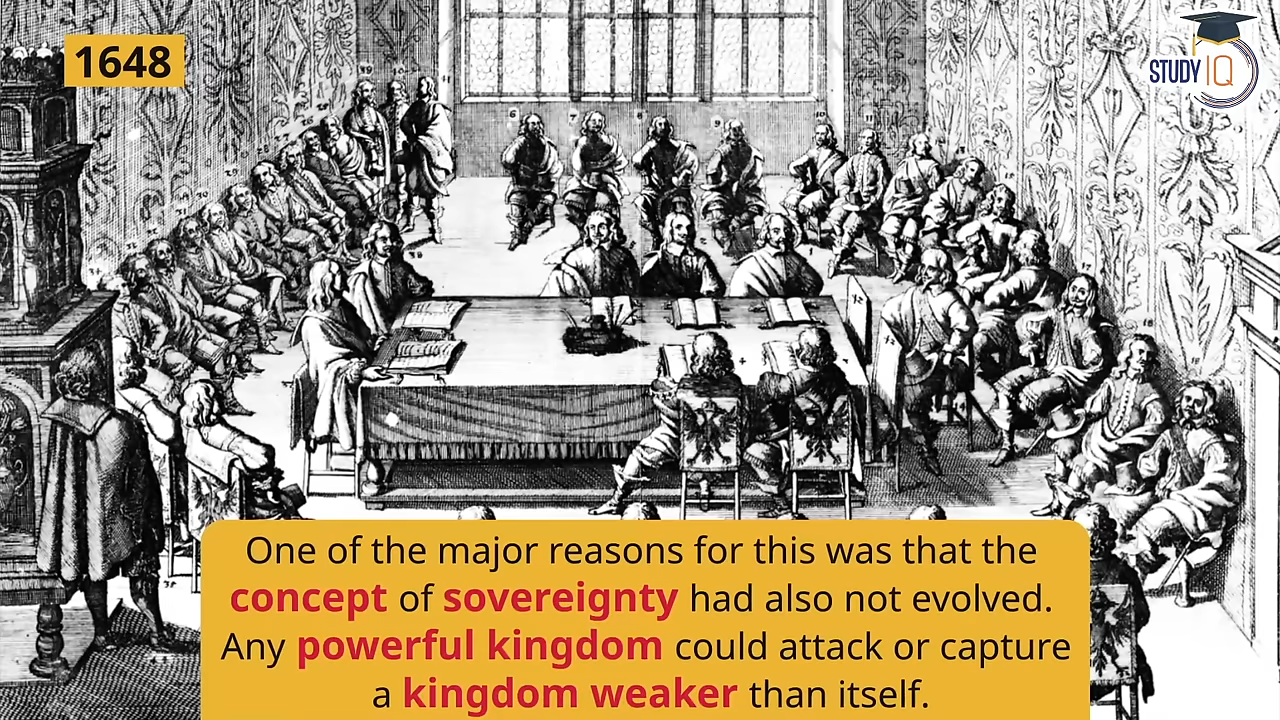 1648
STUDY IQ
One of the major reasons for this was that the
concept of sovereignty had also not evolved.
Any powerful kingdom could attack or capture
a kingdom weaker than itself.